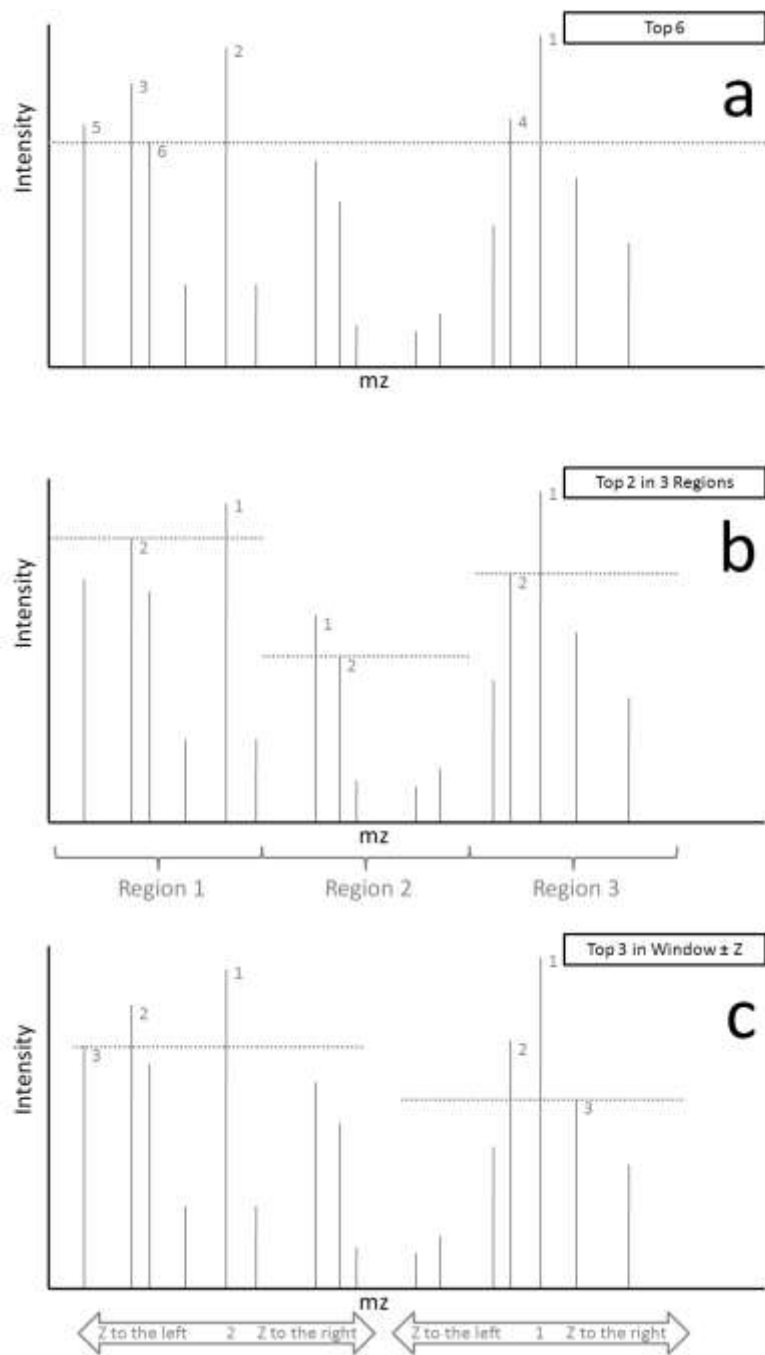 Top 6
a
Intensity
1
2
3
4
5
6
mz
Top 2 in 3 Regions
b
Intensity
1
2
1
2
1
2
mz
Region 1 Region 2 Region 3
Top 3 in Window ± Z
c
Intensity
1
2
3
1
2
3
mz
Z to the left 2 Z to the right Z to the left 1 Z to the right